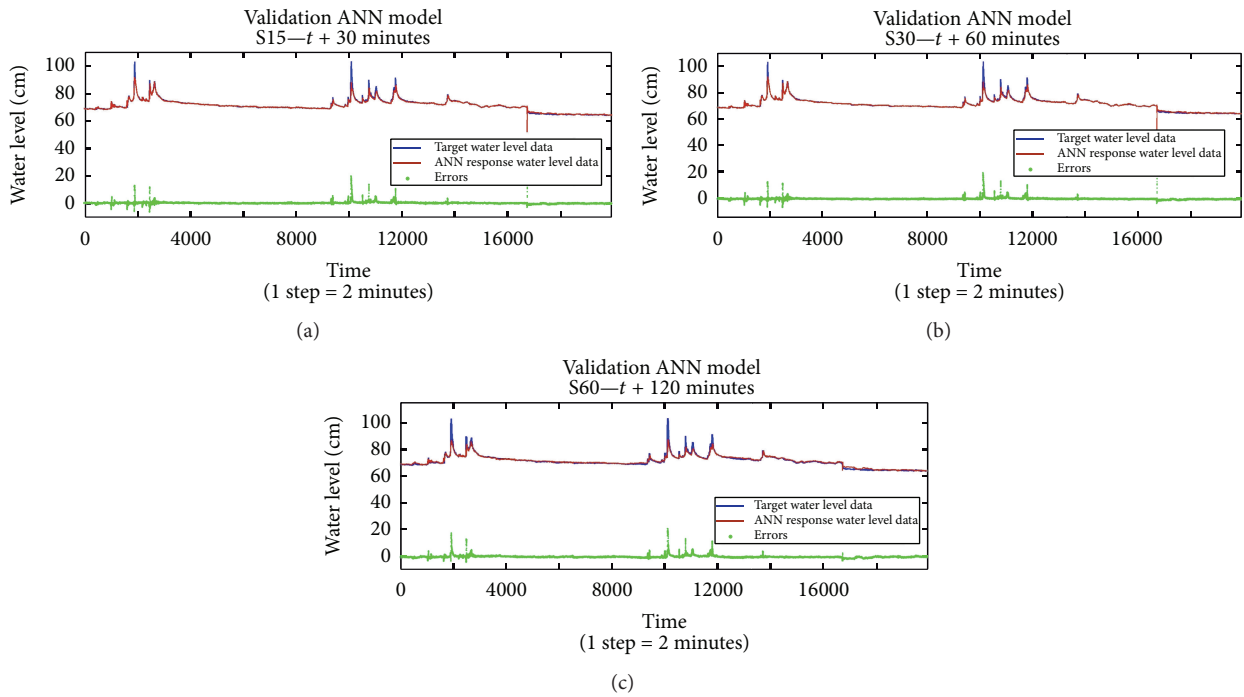 Validation ANN model
S15—t + 30 minutes
Water level (cm)
100
80
60
40
20
0
Target water level data
ANN response water level data
Errors
0 4000 8000 12000 16000
Time
(1 step = 2 minutes)
(a)
Validation ANN model
S30—t + 60 minutes
Water level (cm)
100
80
60
40
20
0
Target water level data
ANN response water level data
Errors
0 4000 8000 12000 16000
Time
(1 step = 2 minutes)
(b)
Validation ANN model
S60—t + 120 minutes
Water level (cm)
100
80
60
40
20
0
Target water level data
ANN response water level data
Errors
0 4000 8000 12000 16000
Time
(1 step = 2 minutes)
(c)